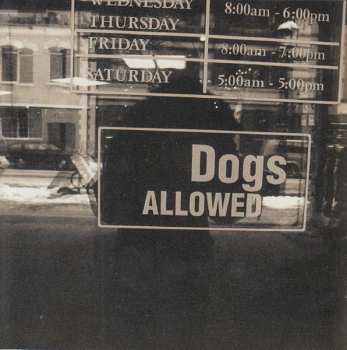 WEDNESDAY
THURSDAY 8:00am - 6:00pm
FRIDAY 8:00am - 7:00pm
SATURDAY 5:00am - 5:00pm
Dogs
ALLOWED